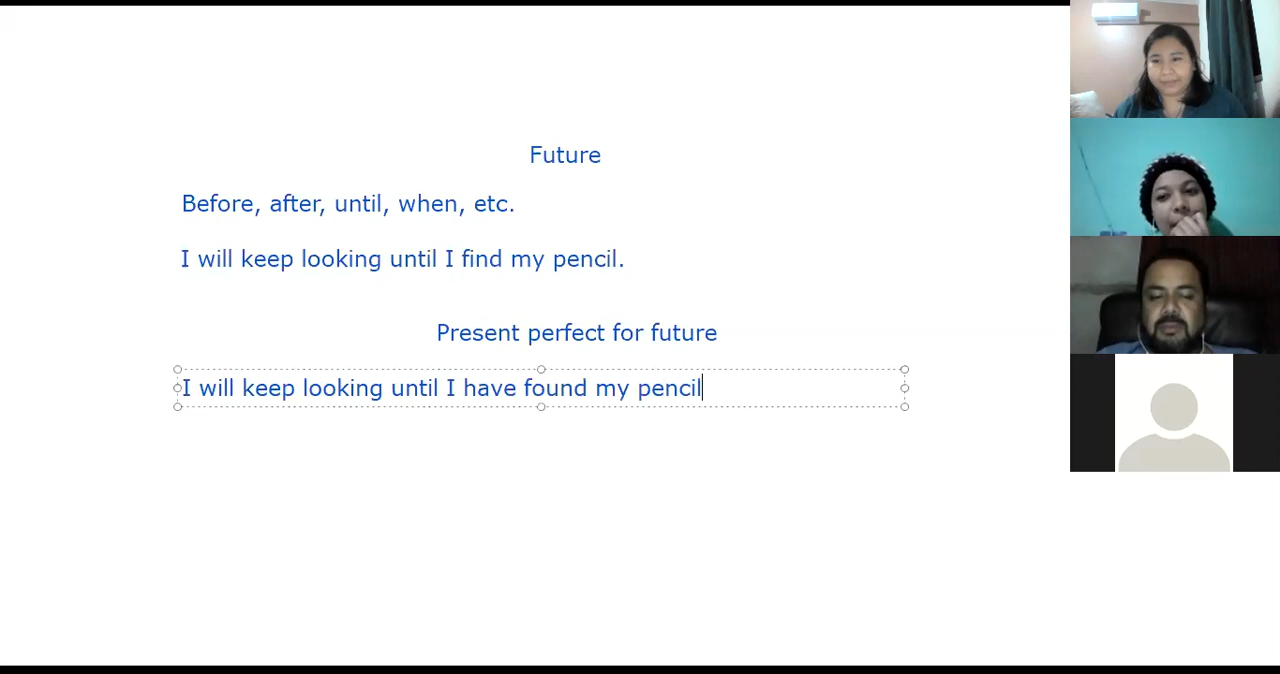 Future
Before, after, until, when, etc.
I will keep looking until I find my pencil.
Present perfect for future
I will keep looking until I have found my pencil